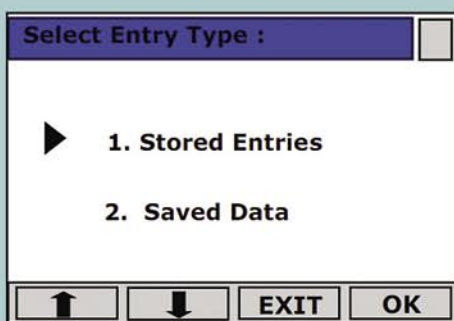 Select Entry Type :
1. Stored Entries
2. Saved Data
EXIT OK